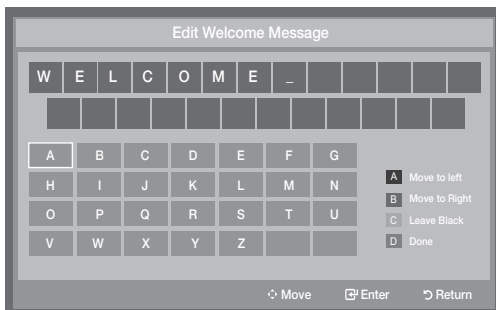 Edit Welcome Message
W E L C O M E _
A B C D E F G
H I J K L M N
O P Q R S T U
V W X Y Z
A Move to left
B Move to Right
C Leave Black
D Done
Move Enter Return